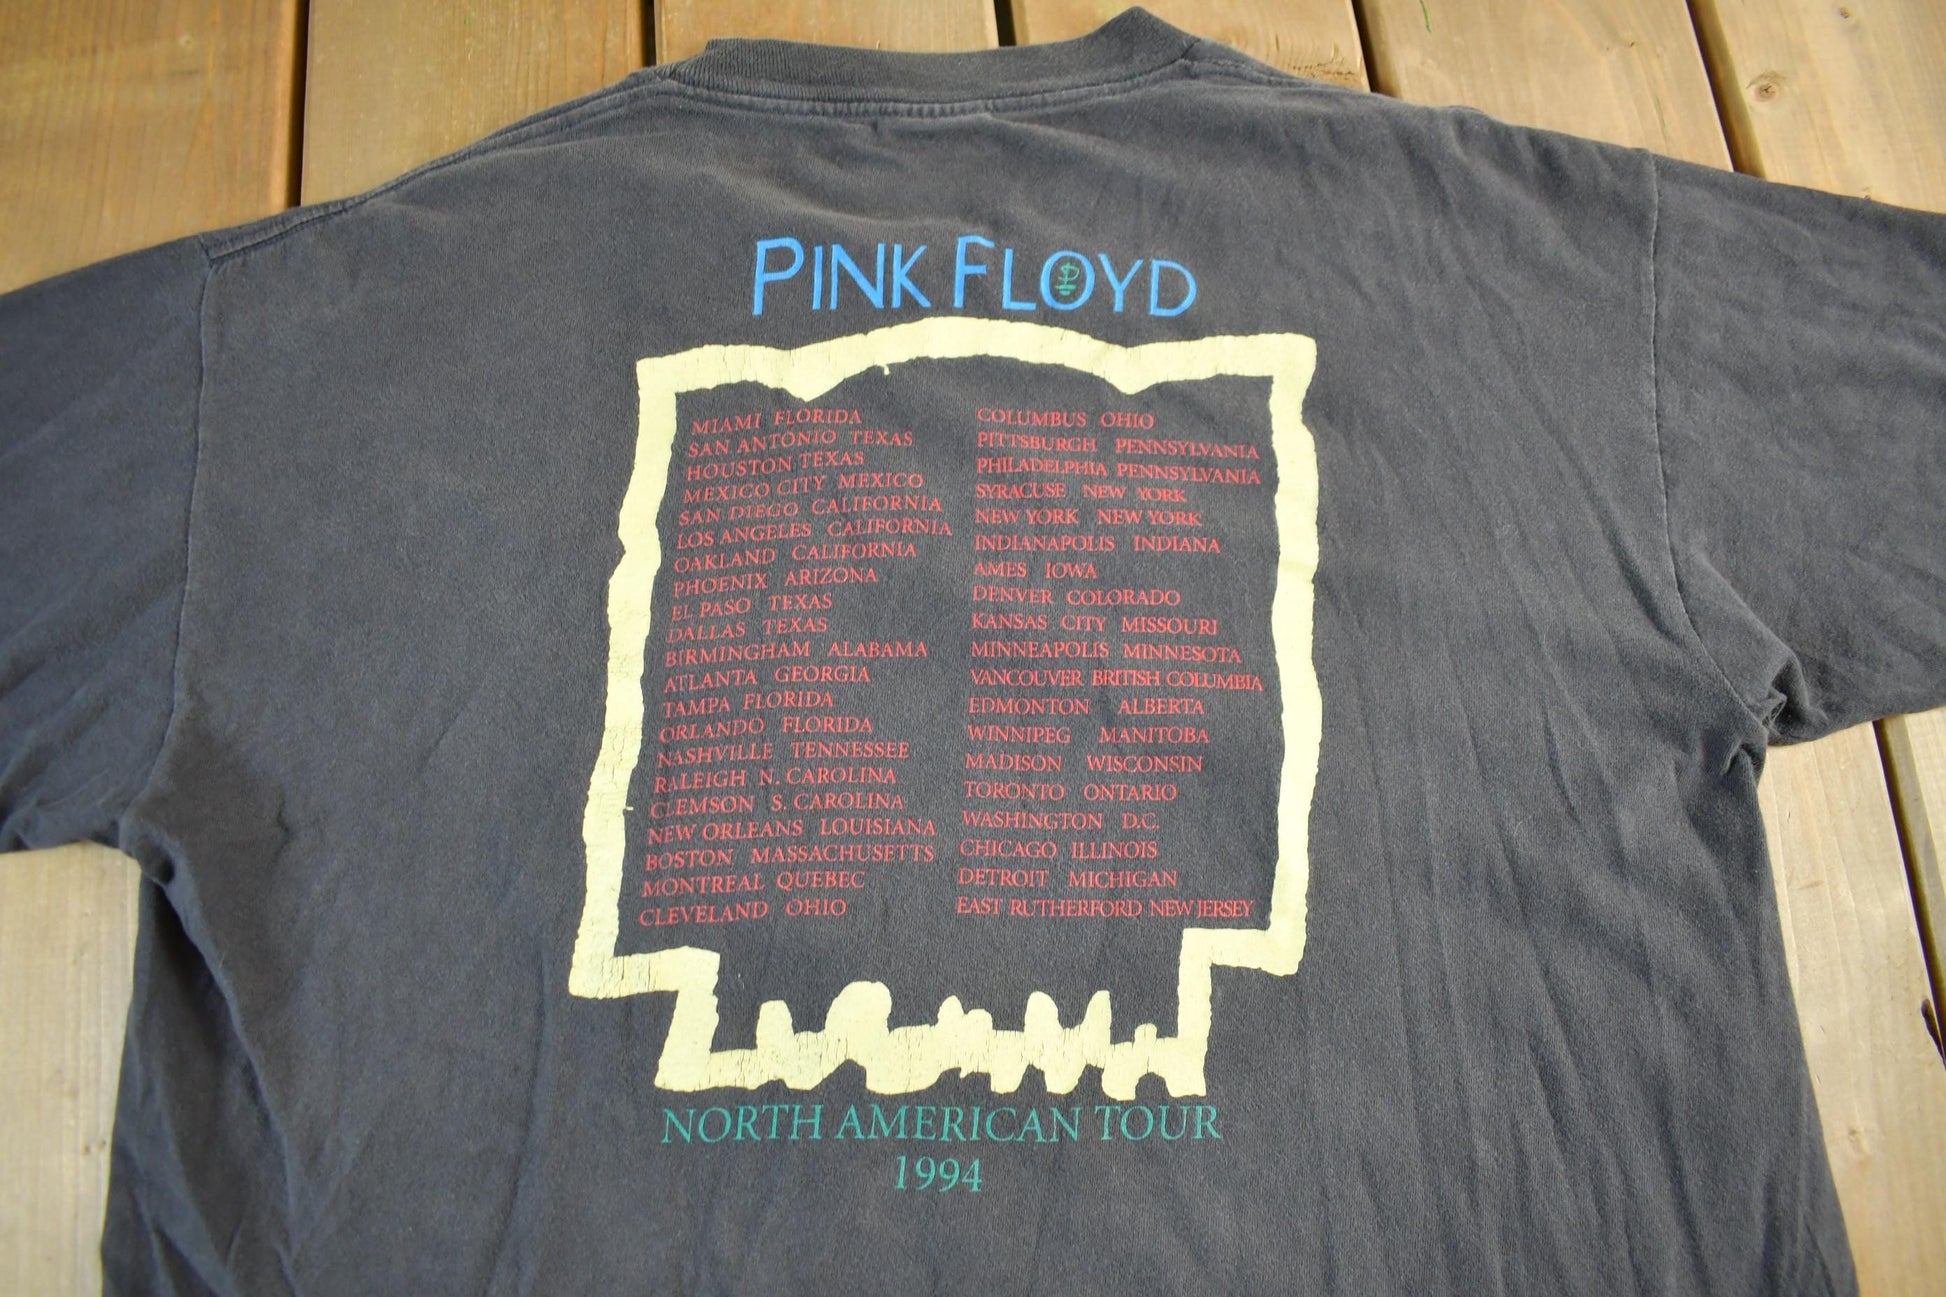 PINK FLOYD
MIAMI FLORIDA
SAN ANTONIO TEXAS
HOUSTON TEXAS
MEXICO CITY MEXICO
SAN DIEGO CALIFORNIA
LOS ANGELES CALIFORNIA
OAKLAND CALIFORNIA
PHOENIX ARIZONA
EL PASO TEXAS
DALLAS TEXAS
BIRMINGHAM ALABAMA
ATLANTA GEORGIA
TAMPA FLORIDA
ORLANDO FLORIDA
NASHVILLE TENNESSEE
RALEIGH N. CAROLINA
CLEMSON S. CAROLINA
NEW ORLEANS LOUISIANA
BOSTON MASSACHUSETTS
MONTREAL QUEBEC
CLEVELAND OHIO
COLUMBUS OHIO
PITTSBURGH PENNSYLVANIA
PHILADELPHIA PENNSYLVANIA
SYRACUSE NEW YORK
NEW YORK NEW YORK
INDIANAPOLIS INDIANA
AMES IOWA
DENVER COLORADO
KANSAS CITY MISSOURI
MINNEAPOLIS MINNESOTA
VANCOUVER BRITISH COLUMBIA
EDMONTON ALBERTA
WINNIPEG MANITOBA
MADISON WISCONSIN
TORONTO ONTARIO
WASHINGTON D.C.
CHICAGO ILLINOIS
DETROIT MICHIGAN
EAST RUTHERFORD NEW JERSEY
NORTH AMERICAN TOUR
1994